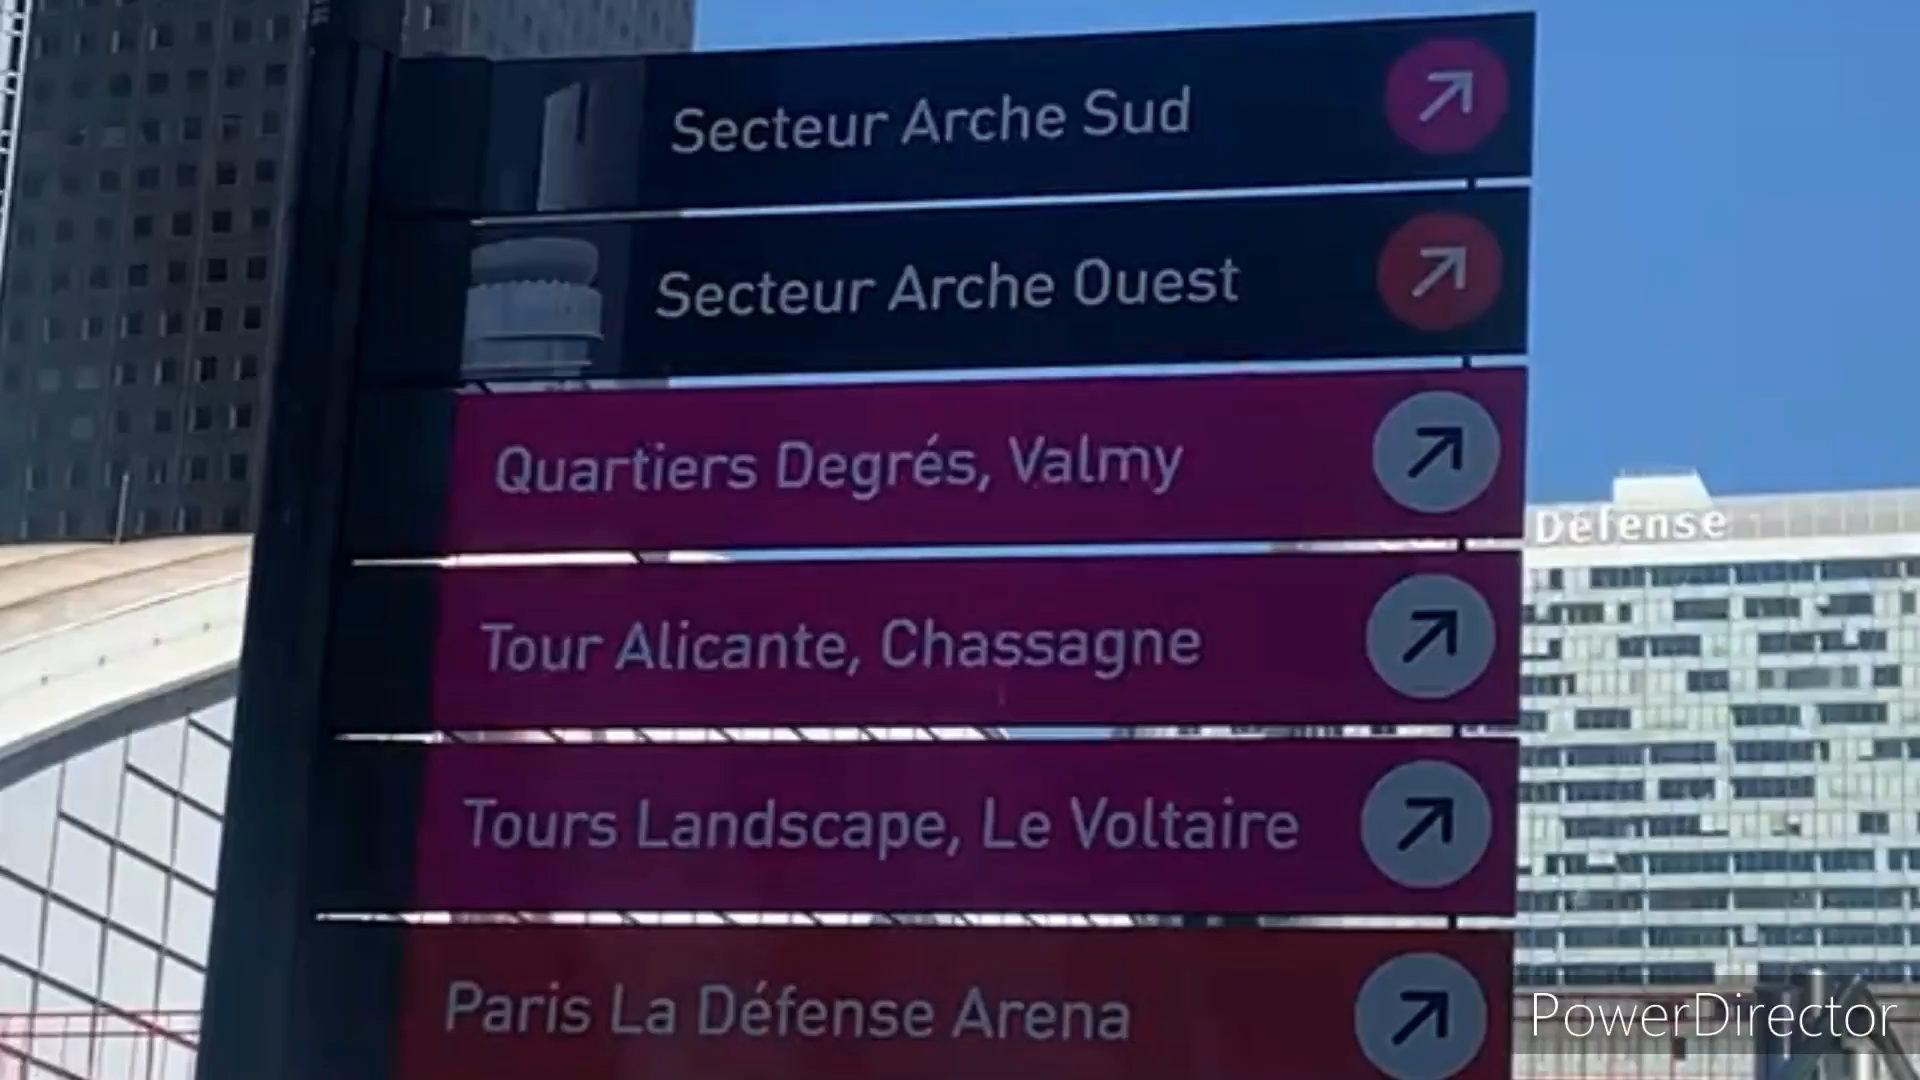 Secteur Arche Sud
Secteur Arche Ouest
Quartiers Degrés, Valmy
Tour Alicante, Chassagne
Tours Landscape, Le Voltaire
Paris La Défense Arena
Défense
PowerDirector